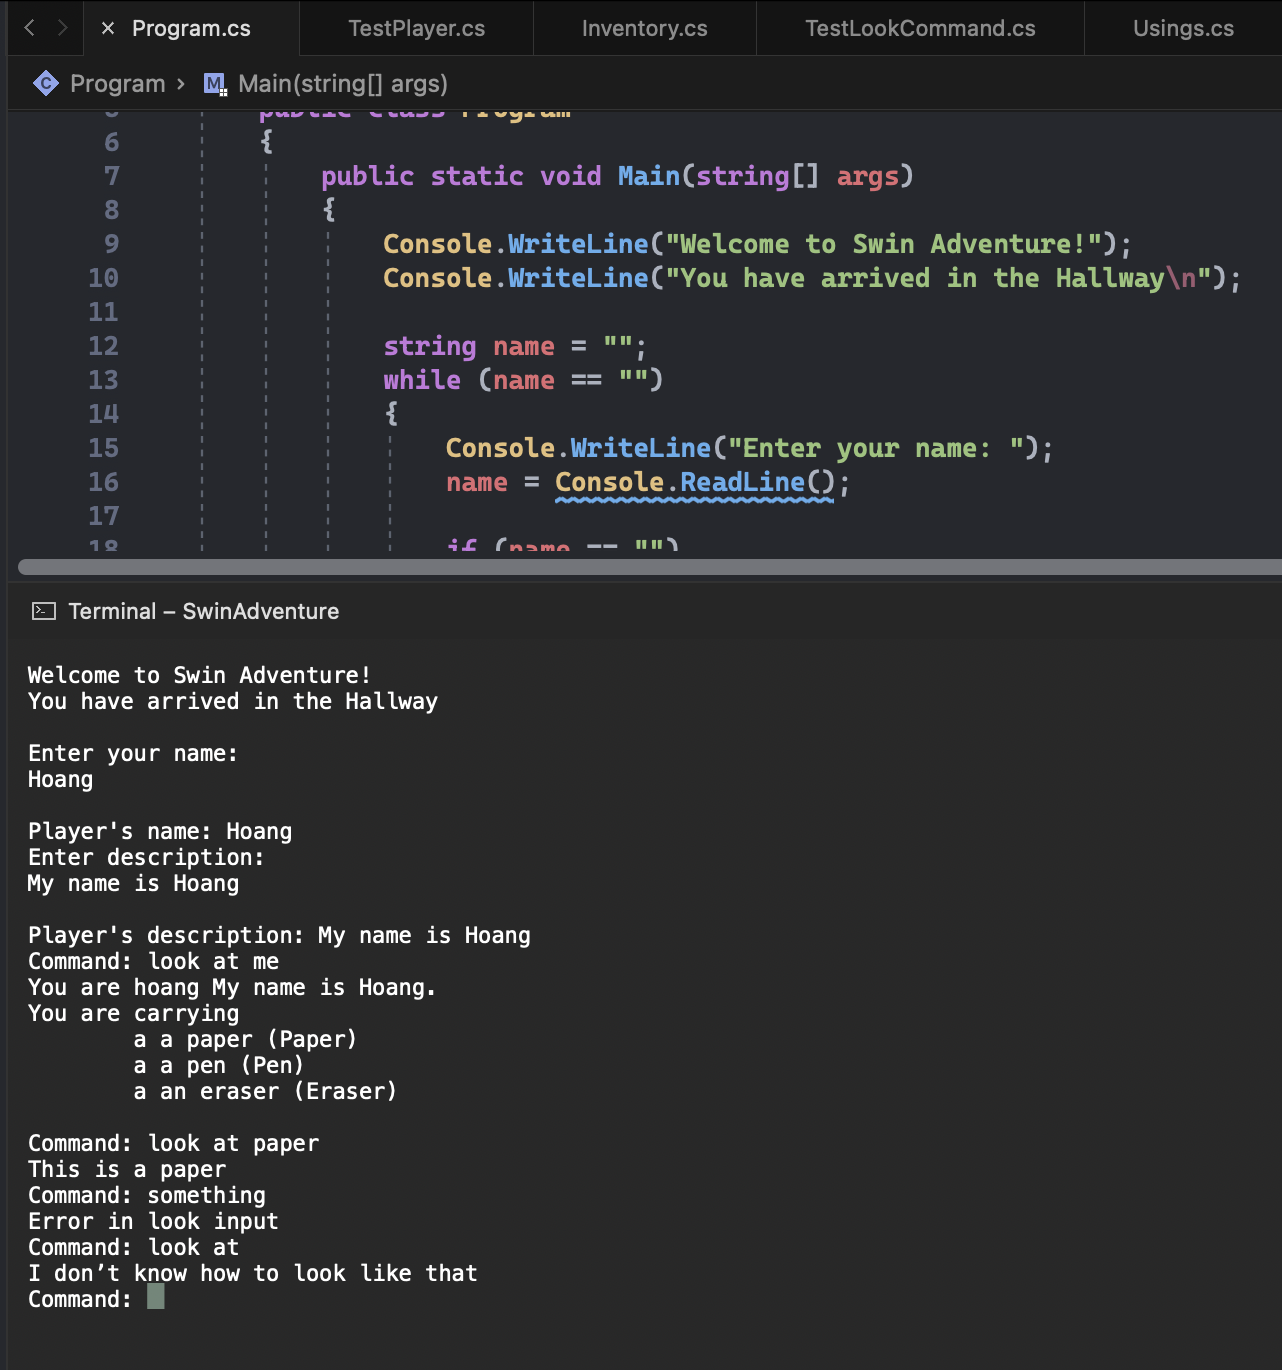 Program.cs TestPlayer.cs Inventory.cs TestLookCommand.cs Usings.cs
Program › Main(string[] args)
public class Program
6 {
7 public static void Main(string[] args)
8 {
9 Console.WriteLine("Welcome to Swin Adventure!");
10 Console.WriteLine("You have arrived in the Hallway\n");
11
12 string name = "";
13 while (name == "")
14 {
15 Console.WriteLine("Enter your name: ");
16 name = Console.ReadLine();
17
18 if (name == "")
Terminal – SwinAdventure
Welcome to Swin Adventure!
You have arrived in the Hallway
Enter your name:
Hoang
Player's name: Hoang
Enter description:
My name is Hoang
Player's description: My name is Hoang
Command: look at me
You are hoang My name is Hoang.
You are carrying
a a paper (Paper)
a a pen (Pen)
a an eraser (Eraser)
Command: look at paper
This is a paper
Command: something
Error in look input
Command: look at
I don’t know how to look like that
Command: